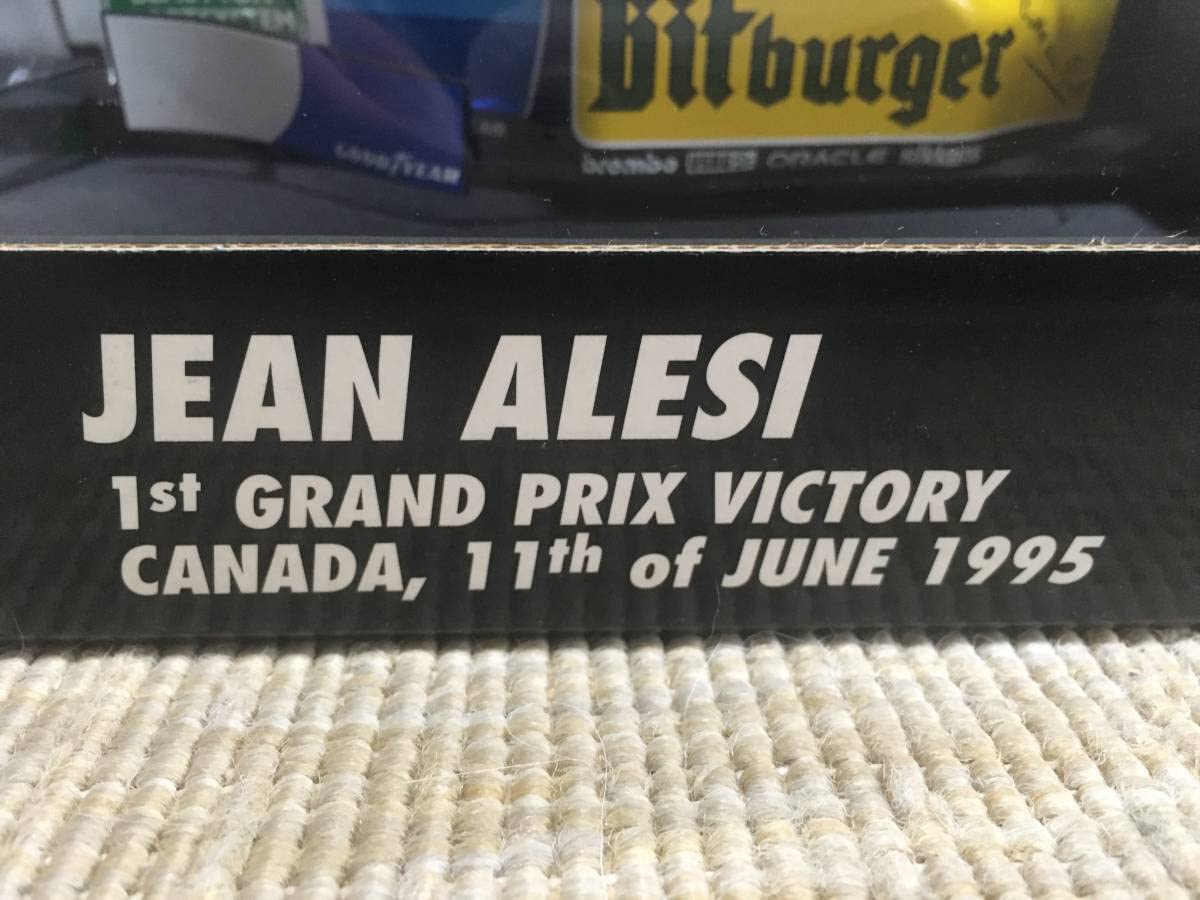 Bitburger
GOODYEAR
brembo ORACLE
JEAN ALESI
1st GRAND PRIX VICTORY
CANADA, 11th of JUNE 1995